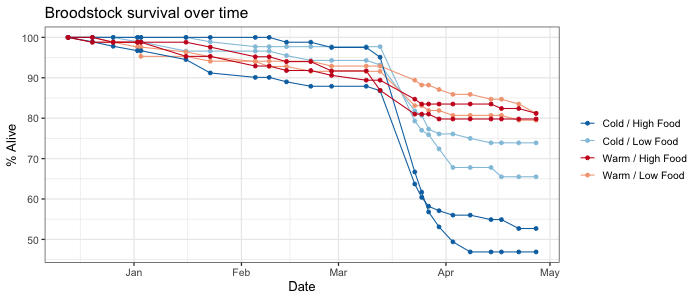 Broodstock survival over time
% Alive
100
90
80
70
60
50
Jan
Feb
Mar
Apr
May
Date
Cold / High Food
Cold / Low Food
Warm / High Food
Warm / Low Food